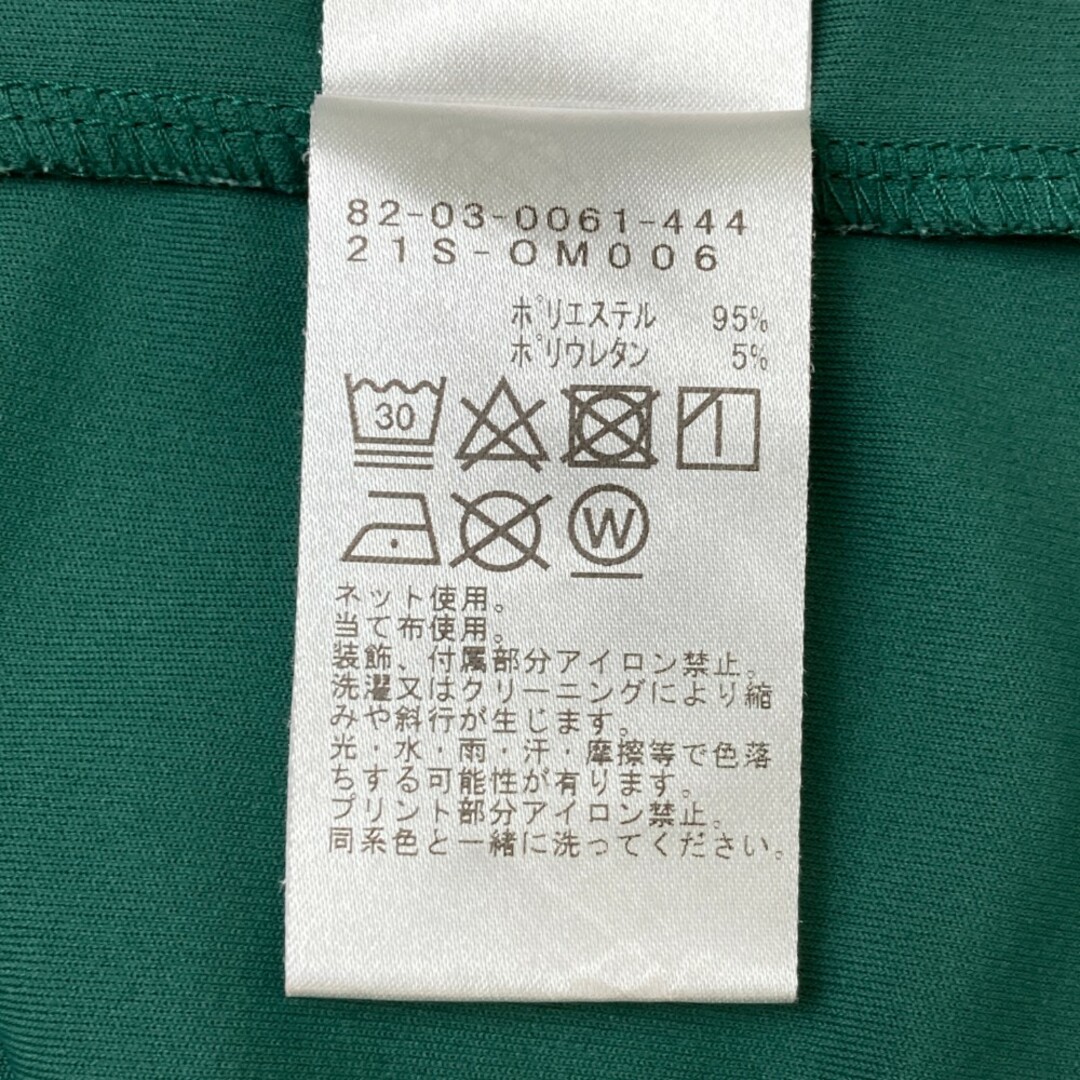 82-03-0061-444
21S-OM006
ポリエステル 95%
ポリウレタン 5%
30
W
ネット使用。
当て布使用。
装飾、付属部分アイロン禁止。
洗濯又はクリーニングにより縮
みや斜行が生じます。
光・水・雨・汗・摩擦等で色落
ちする可能性が有ります。
プリント部分アイロン禁止。
同系色と一緒に洗ってください。